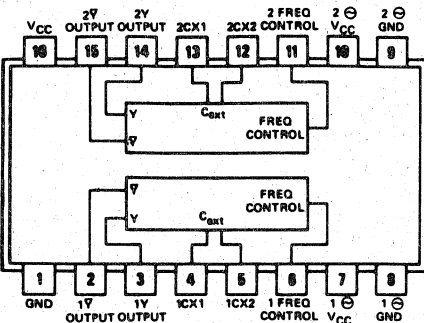 2Y̅ 2Y 2 FREQ 2 ⊖ 2 ⊖
VCC OUTPUT OUTPUT 2CX1 2CX2 CONTROL VCC GND
16 15 14 13 12 11 10 9
Y Cext FREQ
Y̅ CONTROL
Y̅ FREQ
Y Cext CONTROL
1 2 3 4 5 6 7 8
GND 1Y̅ 1Y 1CX1 1CX2 1 FREQ 1 ⊖ 1 ⊖
OUTPUT OUTPUT CONTROL VCC GND